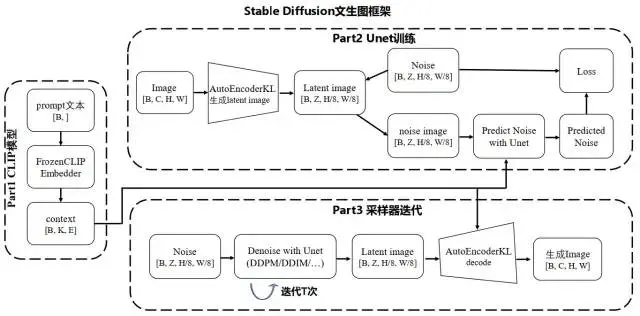 Stable Diffusion文生图框架
Part1 CLIP模型
prompt文本
[B, ]
FrozenCLIP
Embedder
context
[B, K, E]
Part2 Unet训练
Image
[B, C, H, W]
AutoEncoderKL
生成latent image
Latent image
[B, Z, H/8, W/8]
Noise
[B, Z, H/8, W/8]
Loss
noise image
[B, Z, H/8, W/8]
Predict Noise
with Unet
Predicted
Noise
Part3 采样器迭代
Noise
[B, Z, H/8, W/8]
Denoise with Unet
(DDPM/DDIM/…)
迭代T次
Latent image
[B, Z, H/8, W/8]
AutoEncoderKL
decode
生成Image
[B, C, H, W]